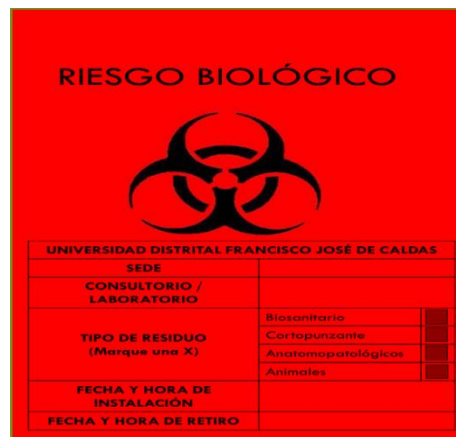 RIESGO BIOLÓGICO
UNIVERSIDAD DISTRITAL FRANCISCO JOSÉ DE CALDAS
SEDE
CONSULTORIO /
LABORATORIO
TIPO DE RESIDUO
(Marque una X)
Biosanitario
Cortopunzante
Anatomopatológicos
Animales
FECHA Y HORA DE
INSTALACIÓN
FECHA Y HORA DE RETIRO